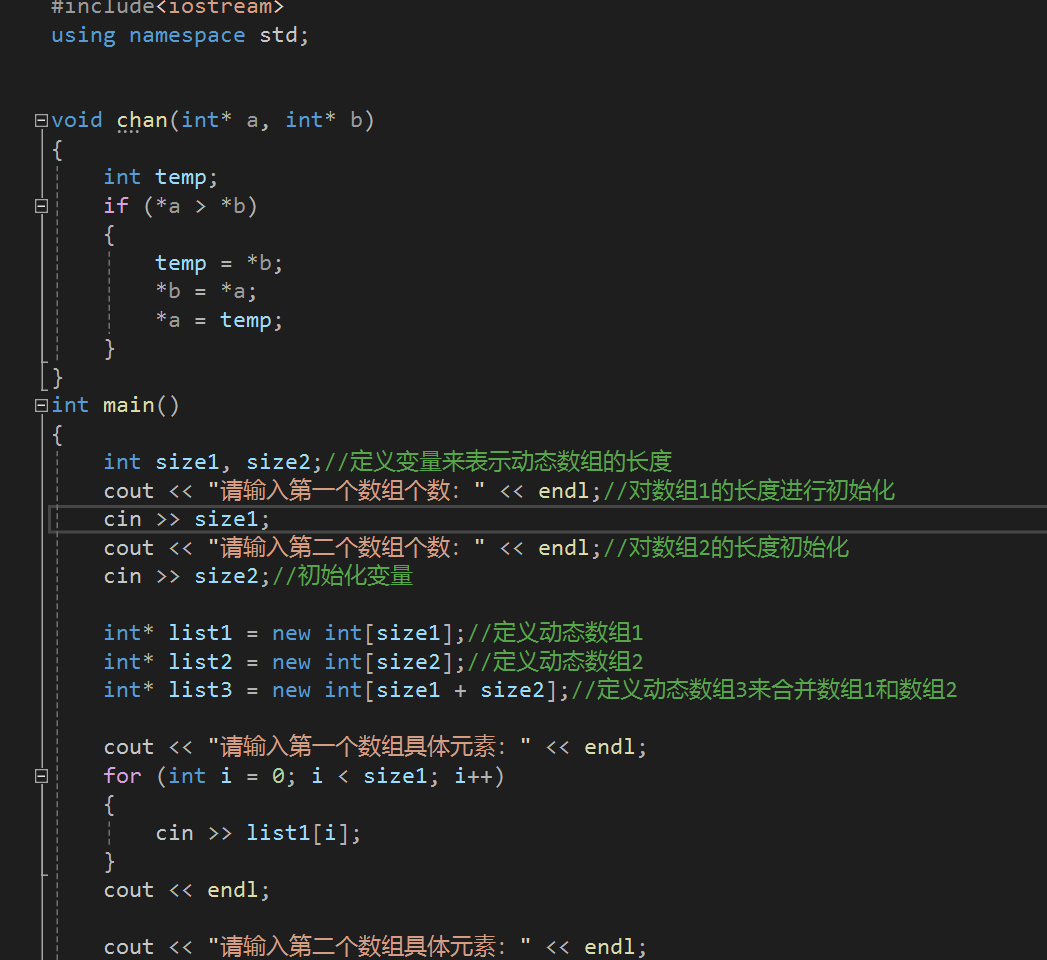 #include<iostream>
using namespace std;
void chan(int* a, int* b)
{
int temp;
if (*a > *b)
{
temp = *b;
*b = *a;
*a = temp;
}
}
int main()
{
int size1, size2;//定义变量来表示动态数组的长度
cout << "请输入第一个数组个数: " << endl;//对数组1的长度进行初始化
cin >> size1;
cout << "请输入第二个数组个数: " << endl;//对数组2的长度初始化
cin >> size2;//初始化变量
int* list1 = new int[size1];//定义动态数组1
int* list2 = new int[size2];//定义动态数组2
int* list3 = new int[size1 + size2];//定义动态数组3来合并数组1和数组2
cout << "请输入第一个数组具体元素: " << endl;
for (int i = 0; i < size1; i++)
{
cin >> list1[i];
}
cout << endl;
cout << "请输入第二个数组具体元素: " << endl;